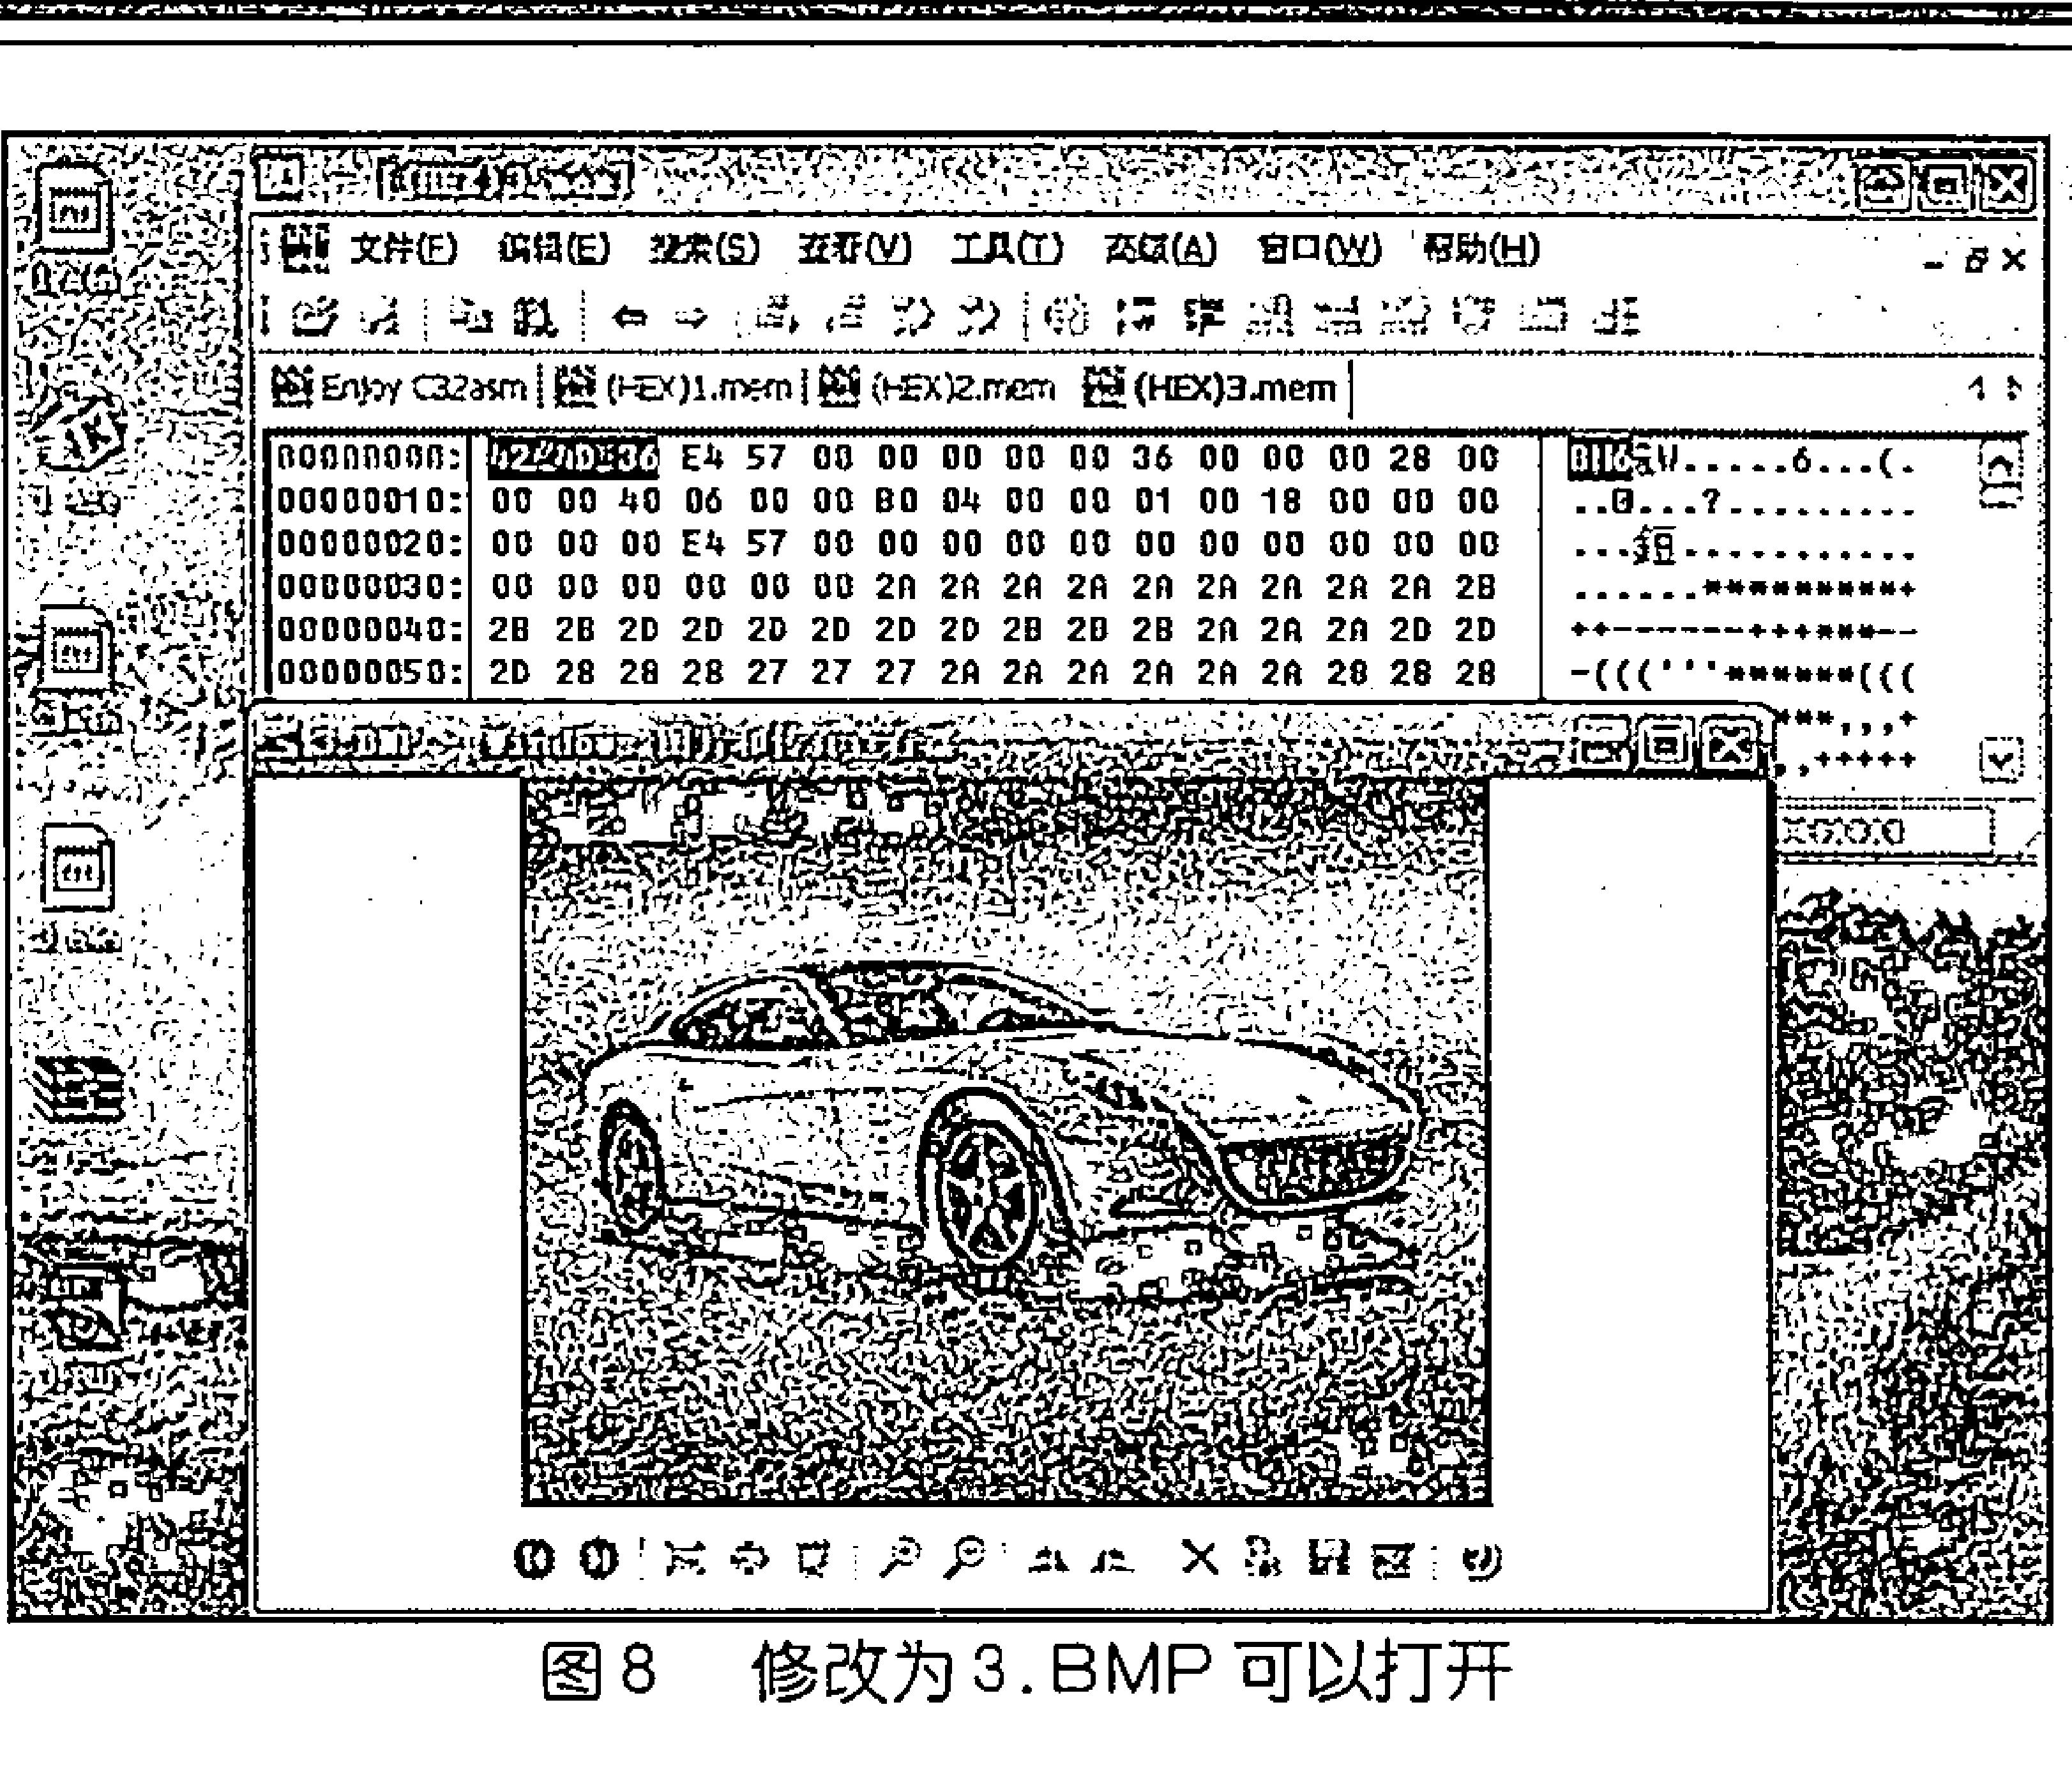 文件(F) 编辑(E) 搜索(S) 查看(V) 工具(T) 高级(A) 窗口(W) 帮助(H)
Enjoy C32asm (HEX)1.mem (HEX)2.mem (HEX)3.mem
00000000: 42 4D 36 E4 57 00 00 00 00 00 36 00 00 00 28 00
00000010: 00 00 40 06 00 00 B0 04 00 00 01 00 18 00 00 00 ..@...?.........
00000020: 00 00 00 E4 57 00 00 00 00 00 00 00 00 00 00 00
00000030: 00 00 00 00 00 00 2A 2A 2A 2A 2A 2A 2A 2A 2A 2B ......*********+
00000040: 2B 2B 2D 2D 2D 2D 2D 2D 2B 2B 2B 2A 2A 2A 2D 2D ++------+++***--
00000050: 2D 28 28 28 27 27 27 2A 2A 2A 2A 2A 2A 28 28 28 -((('''******(((
***,,,+
,,+++++
图8 修改为3.BMP可以打开